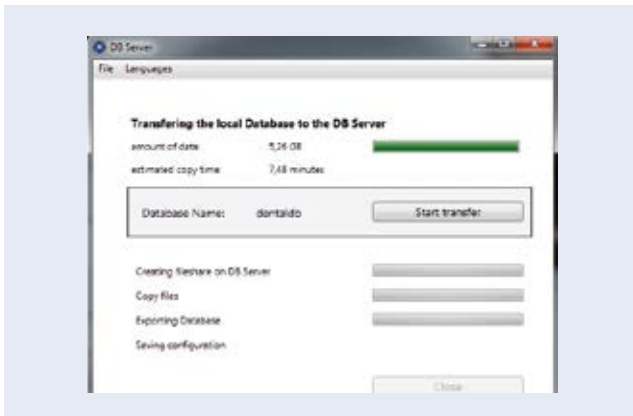 DB Server
File Languages
Transfering the local Database to the DB Server
amount of data 5,26 GB
estimated copy time 7,48 minutes
Database Name: dentaldb Start transfer
Creating fileshare on DB Server
Copy files
Exporting Database
Saving configuration
Close